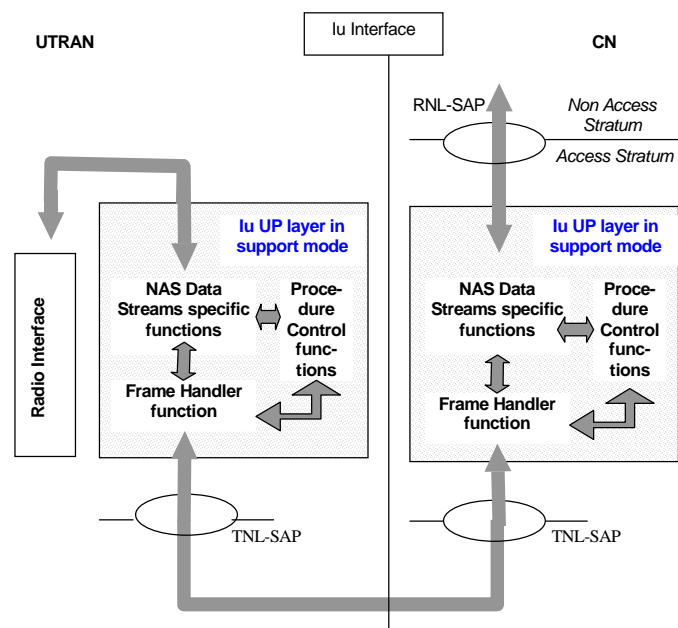 UTRAN
Iu Interface
CN
RNL-SAP
Non Access
Stratum
Access Stratum
Iu UP layer in
support mode
NAS Data
Streams specific
functions
Proce-
dure
Control
func-
tions
Frame Handler
function
Radio Interface
TNL-SAP
Iu UP layer in
support mode
NAS Data
Streams specific
functions
Proce-
dure
Control
func-
tions
Frame Handler
function
TNL-SAP